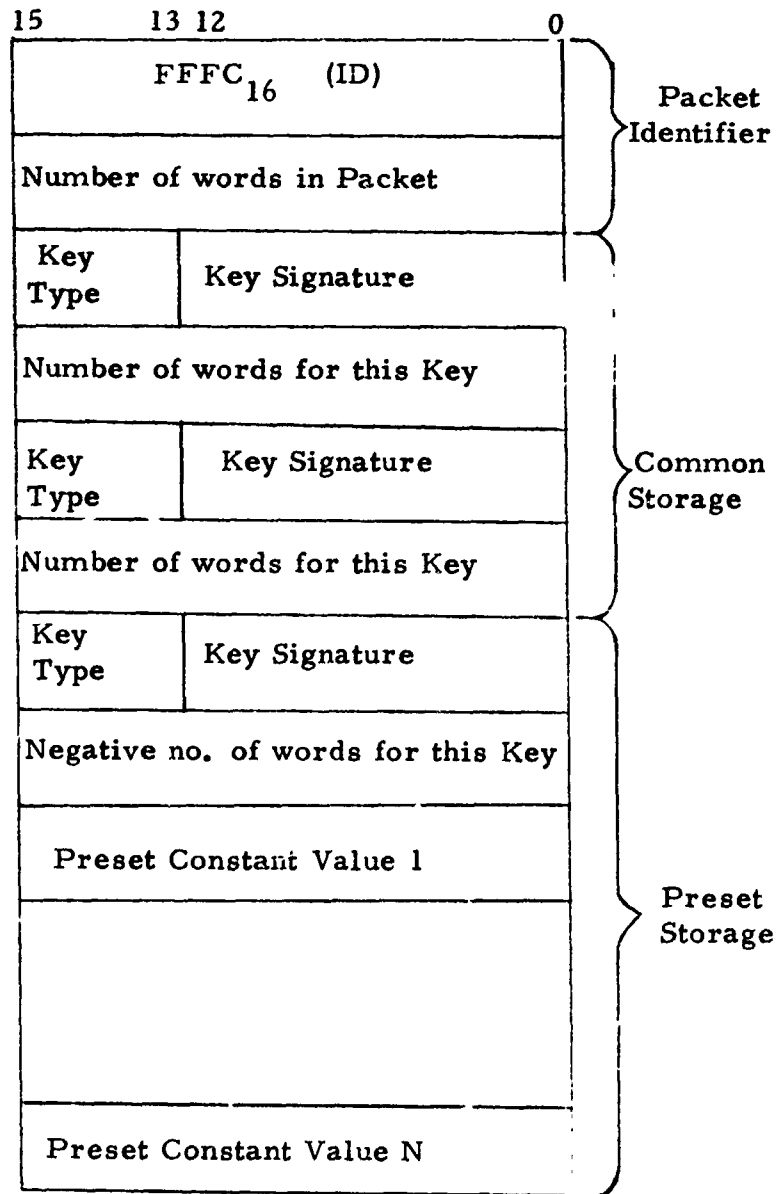 15 13 12 0
FFFC16 (ID)
Packet
Identifier
Number of words in Packet
Key
Type
Key Signature
Number of words for this Key
Key
Type
Key Signature
Common
Storage
Number of words for this Key
Key
Type
Key Signature
Negative no. of words for this Key
Preset Constant Value 1
Preset
Storage
Preset Constant Value N